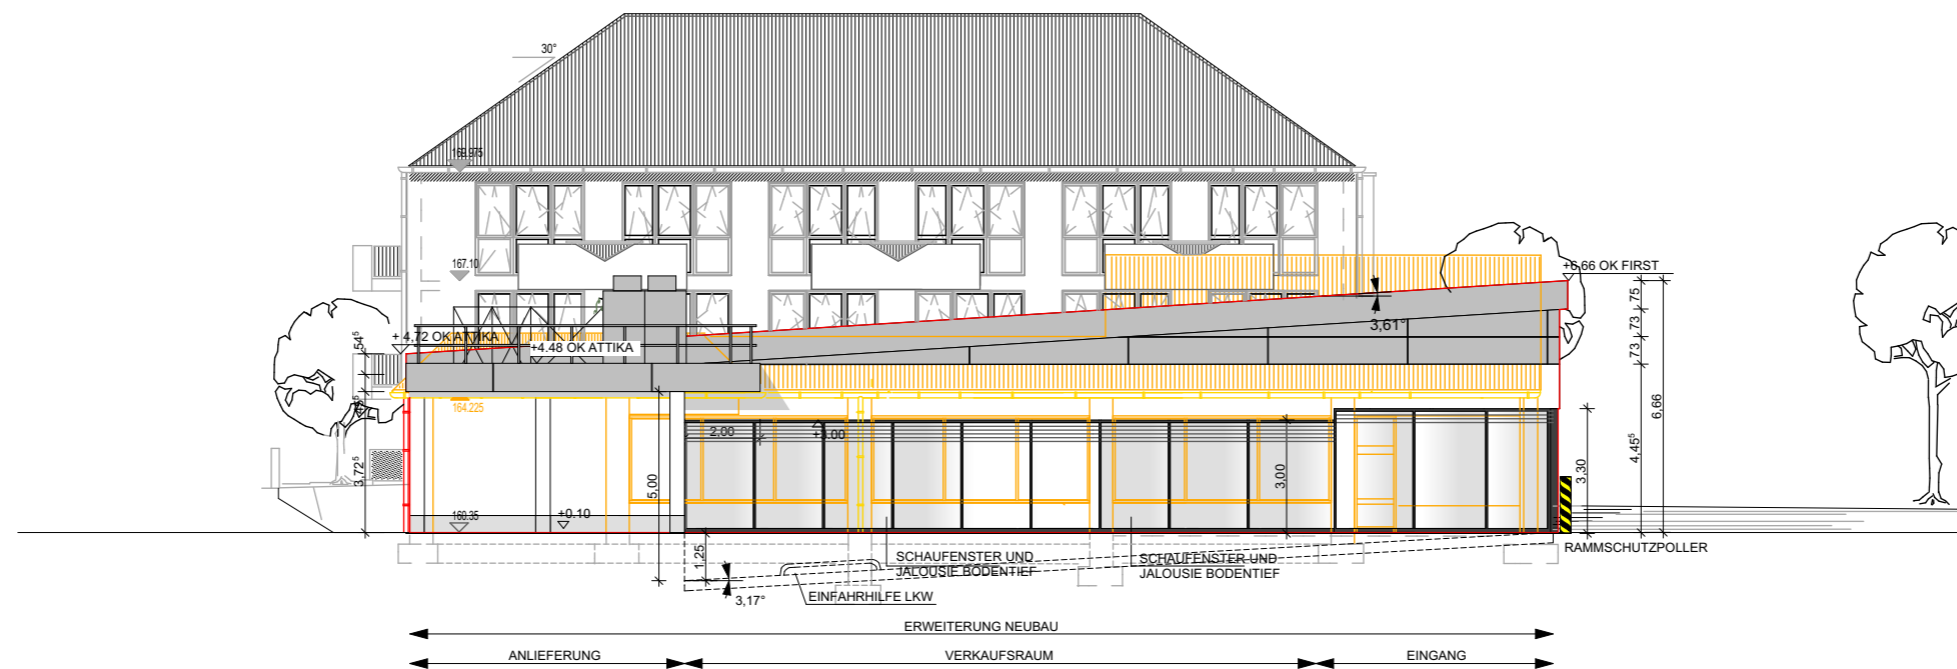 30°
169.975
167.10
+6,66 OK FIRST
75
3,61°
73
+ 4,72 OK ATTIKA
54⁵
+4.48 OK ATTIKA
73
6,66
164.225
2,00
+3.00
4,45⁵
3,72⁵
5,00
3,00
3,30
160.35
+0.10
1,25
SCHAUFENSTER UND
JALOUSIE BODENTIEF
SCHAUFENSTER UND
JALOUSIE BODENTIEF
RAMMSCHUTZPOLLER
3,17°
EINFAHRHILFE LKW
ERWEITERUNG NEUBAU
ANLIEFERUNG
VERKAUFSRAUM
EINGANG